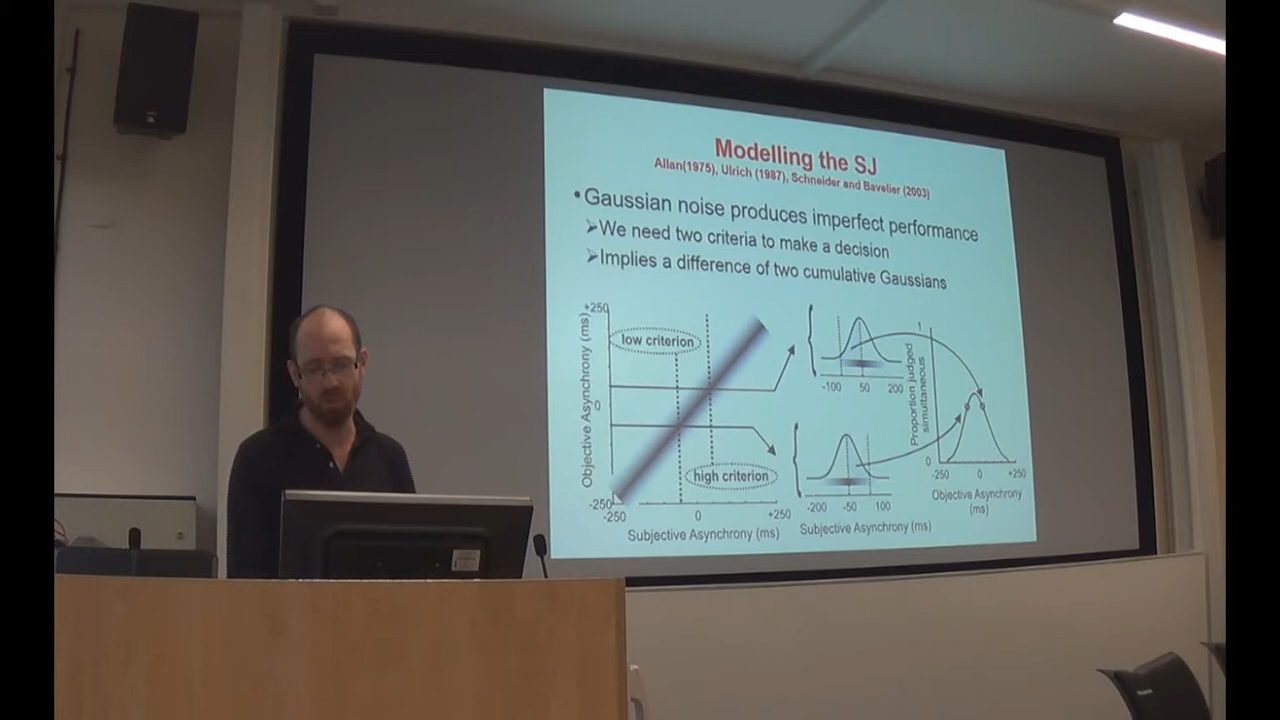 Modelling the SJ
Allan(1975), Ulrich (1987), Schneider and Bavelier (2003)
•Gaussian noise produces imperfect performance
➢We need two criteria to make a decision
➢Implies a difference of two cumulative Gaussians
Objective Asynchrony (ms)
+250
0
-250
low criterion
high criterion
-250
0
+250
Subjective Asynchrony (ms)
-100
50
200
-200
-50
100
Subjective Asynchrony (ms)
Proportion judged
simultaneous
1
0
-250
0
+250
Objective Asynchrony
(ms)